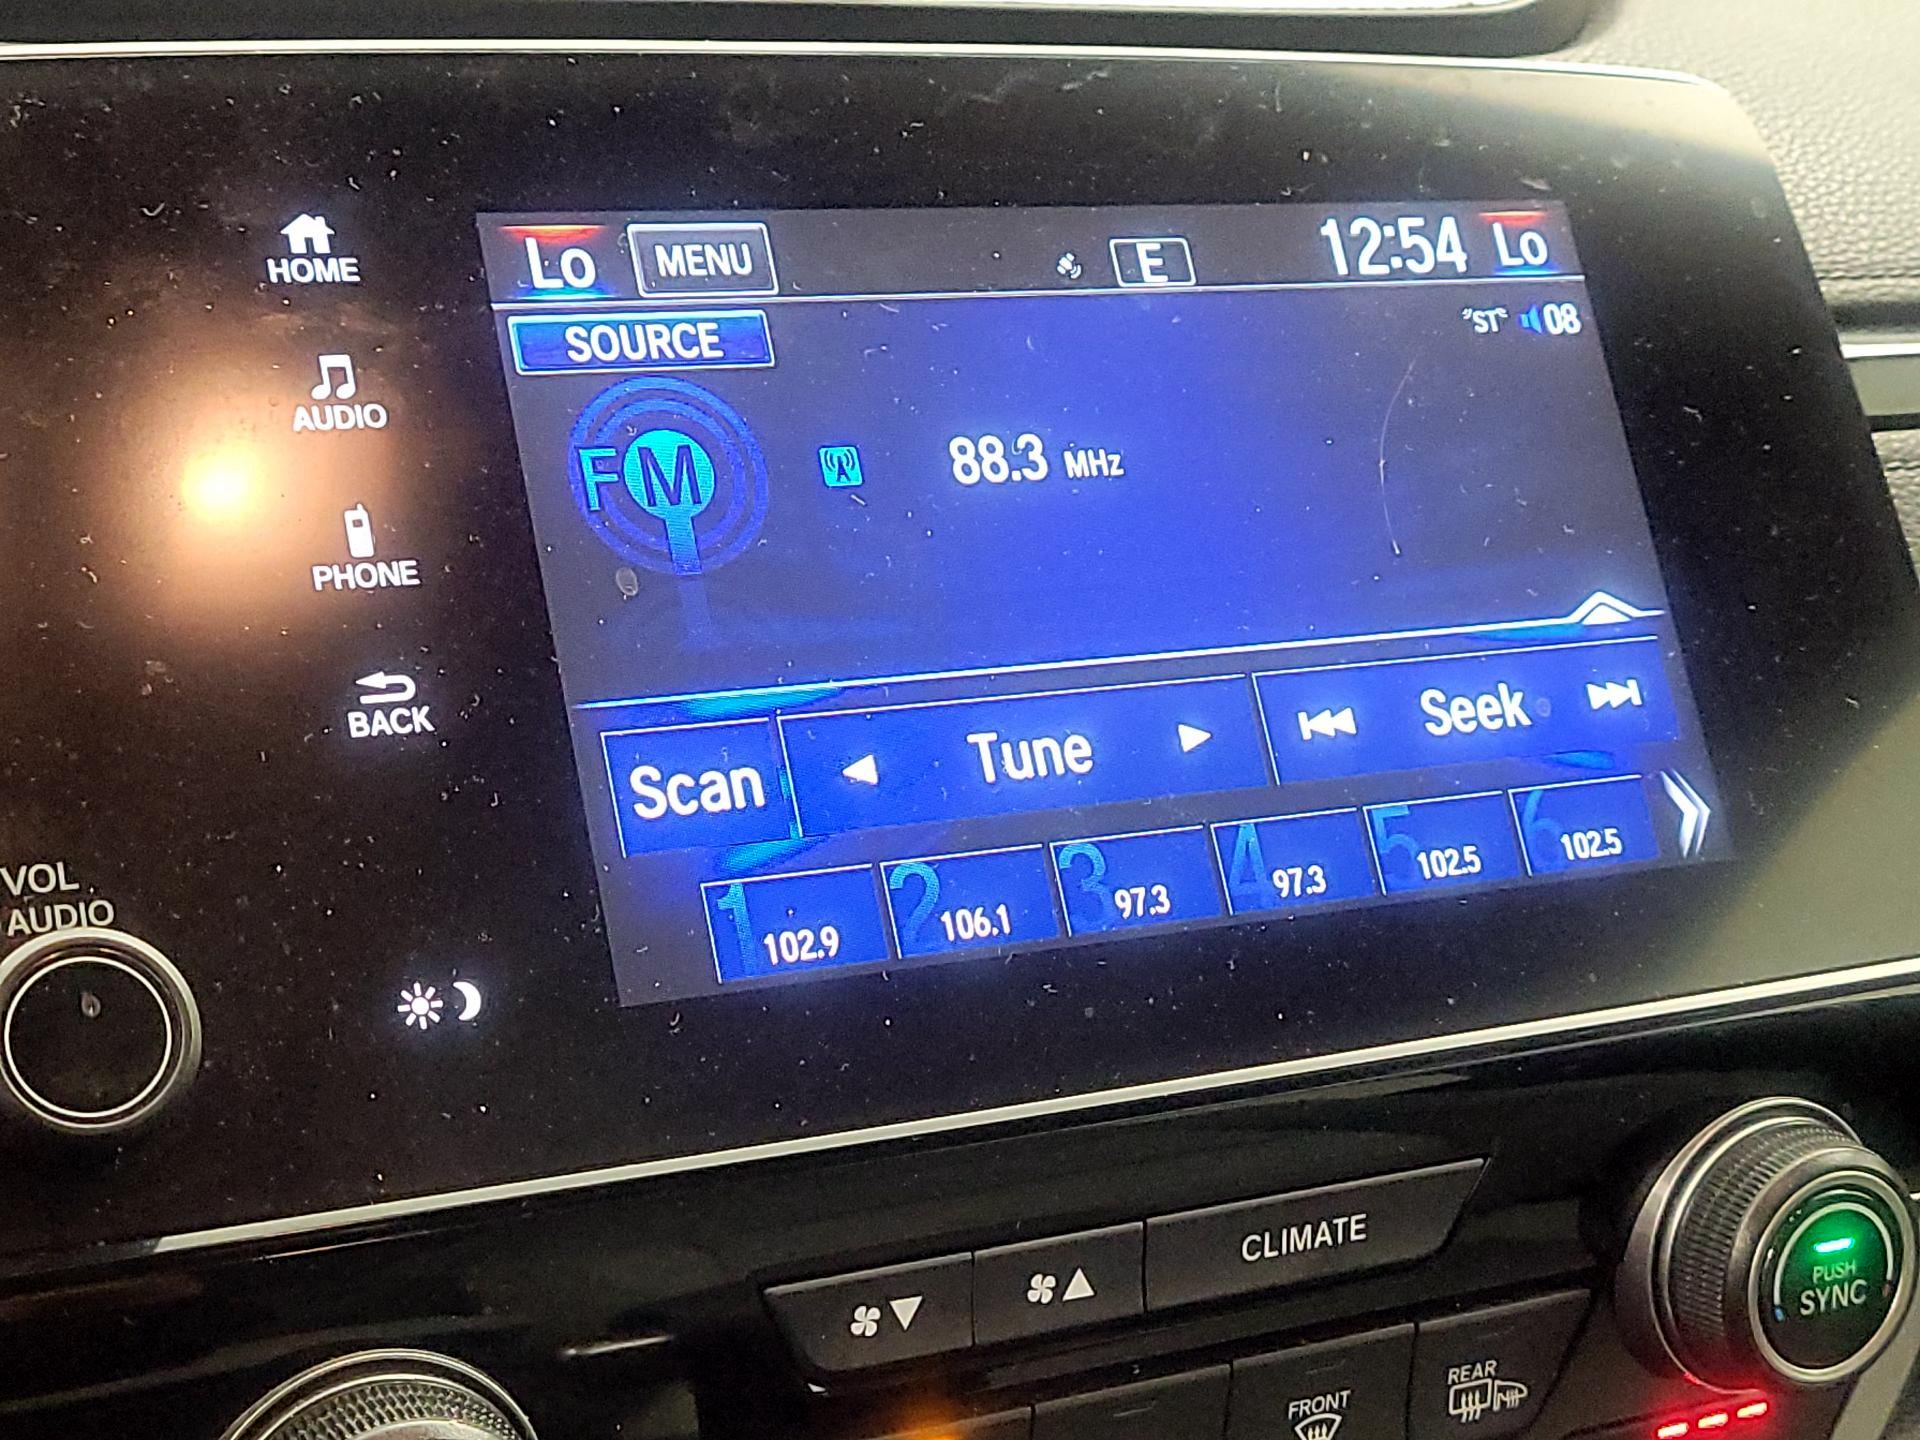 HOME
AUDIO
PHONE
BACK
VOL
AUDIO
Lo MENU E 12:54 Lo
SOURCE "ST" 08
FM 88.3 MHz
Scan Tune Seek
1 102.9 2 106.1 3 97.3 4 97.3 5 102.5 6 102.5
CLIMATE
PUSH
SYNC
FRONT
REAR